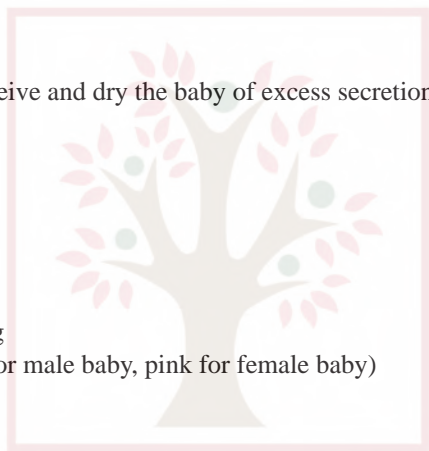 eive and dry the baby of excess secretion
g
or male baby, pink for female baby)